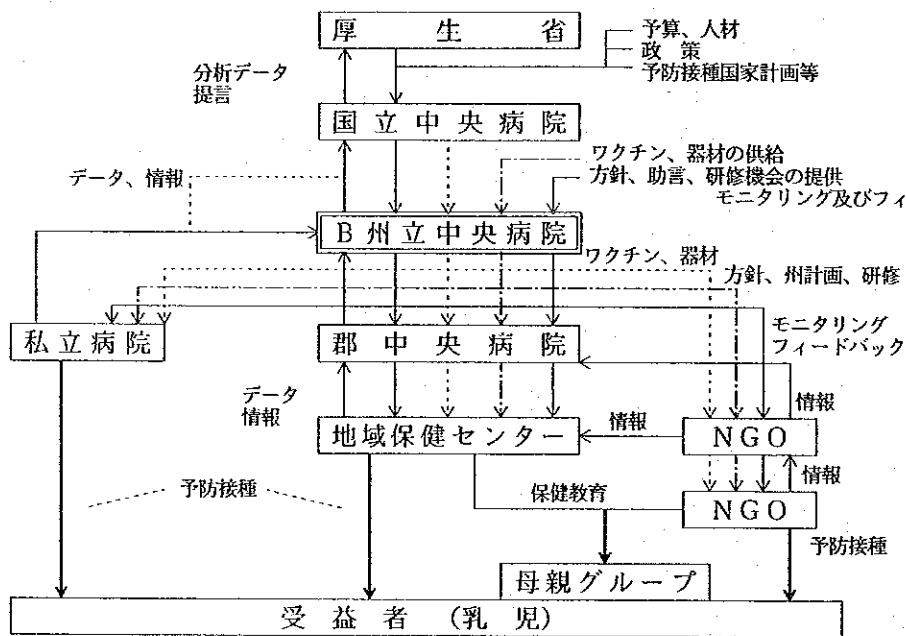 厚生省
予算、人材
政策
予防接種国家計画等
分析データ
提言
国立中央病院
ワクチン、器材の供給
データ、情報
方針、助言、研修機会の提供
モニタリング及びフィ
B州立中央病院
ワクチン、器材
方針、州計画、研修
私立病院
郡中央病院
モニタリング
フィードバック
データ
情報
情報
地域保健センター
情報
NGO
情報
予防接種
保健教育
NGO
予防接種
母親グループ
受益者(乳児)